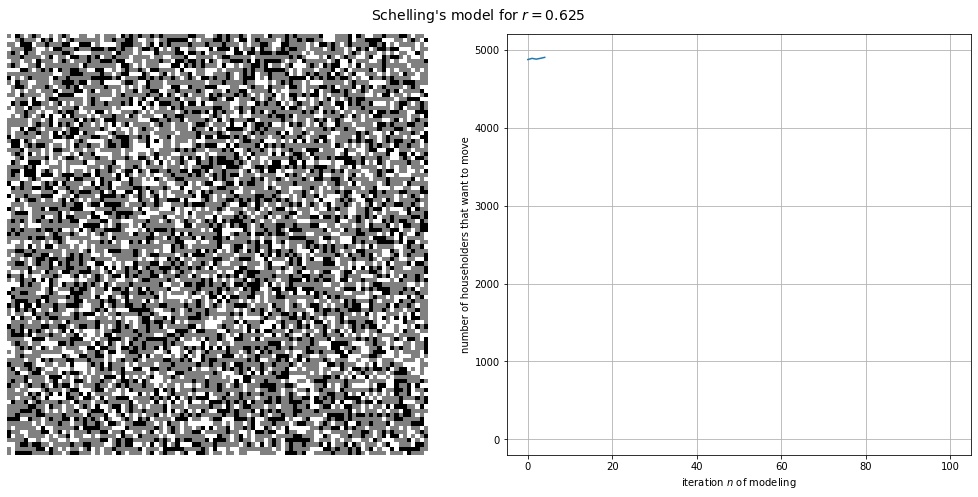 Schelling's model for r = 0.625
number of householders that want to move
5000
4000
3000
2000
1000
0
0 20 40 60 80 100
iteration n of modeling